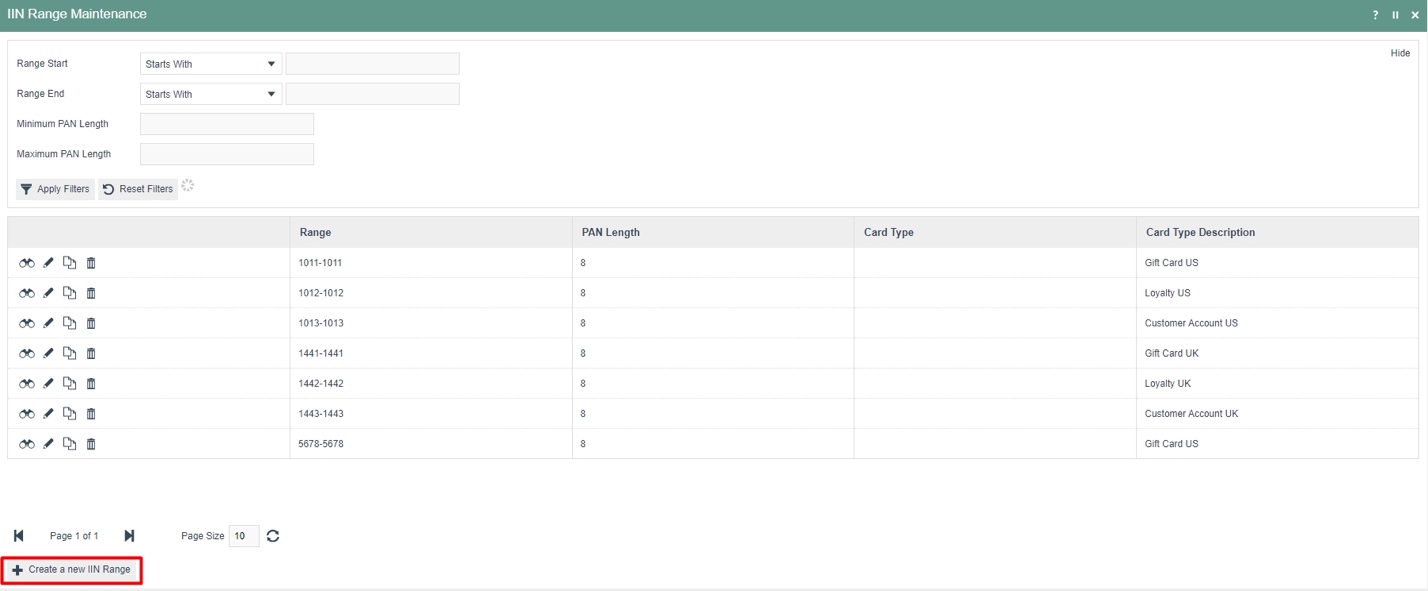 IIN Range Maintenance ?
Hide
Range Start Starts With
Range End Starts With
Minimum PAN Length
Maximum PAN Length
Apply Filters Reset Filters
Range PAN Length Card Type Card Type Description
1011-1011 8 Gift Card US
1012-1012 8 Loyalty US
1013-1013 8 Customer Account US
1441-1441 8 Gift Card UK
1442-1442 8 Loyalty UK
1443-1443 8 Customer Account UK
5678-5678 8 Gift Card US
Page 1 of 1 Page Size 10
Create a new IIN Range